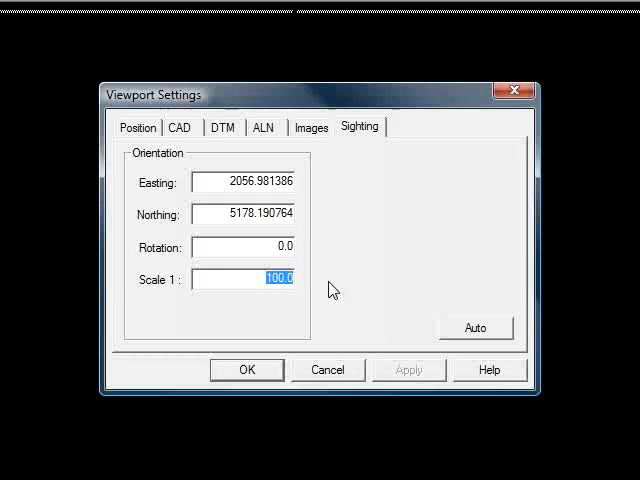 Viewport Settings
Position CAD DTM ALN Images Sighting
Orientation
Easting: 2056.981386
Northing: 5178.190764
Rotation: 0.0
Scale 1 : 100.0
Auto
OK Cancel Apply Help